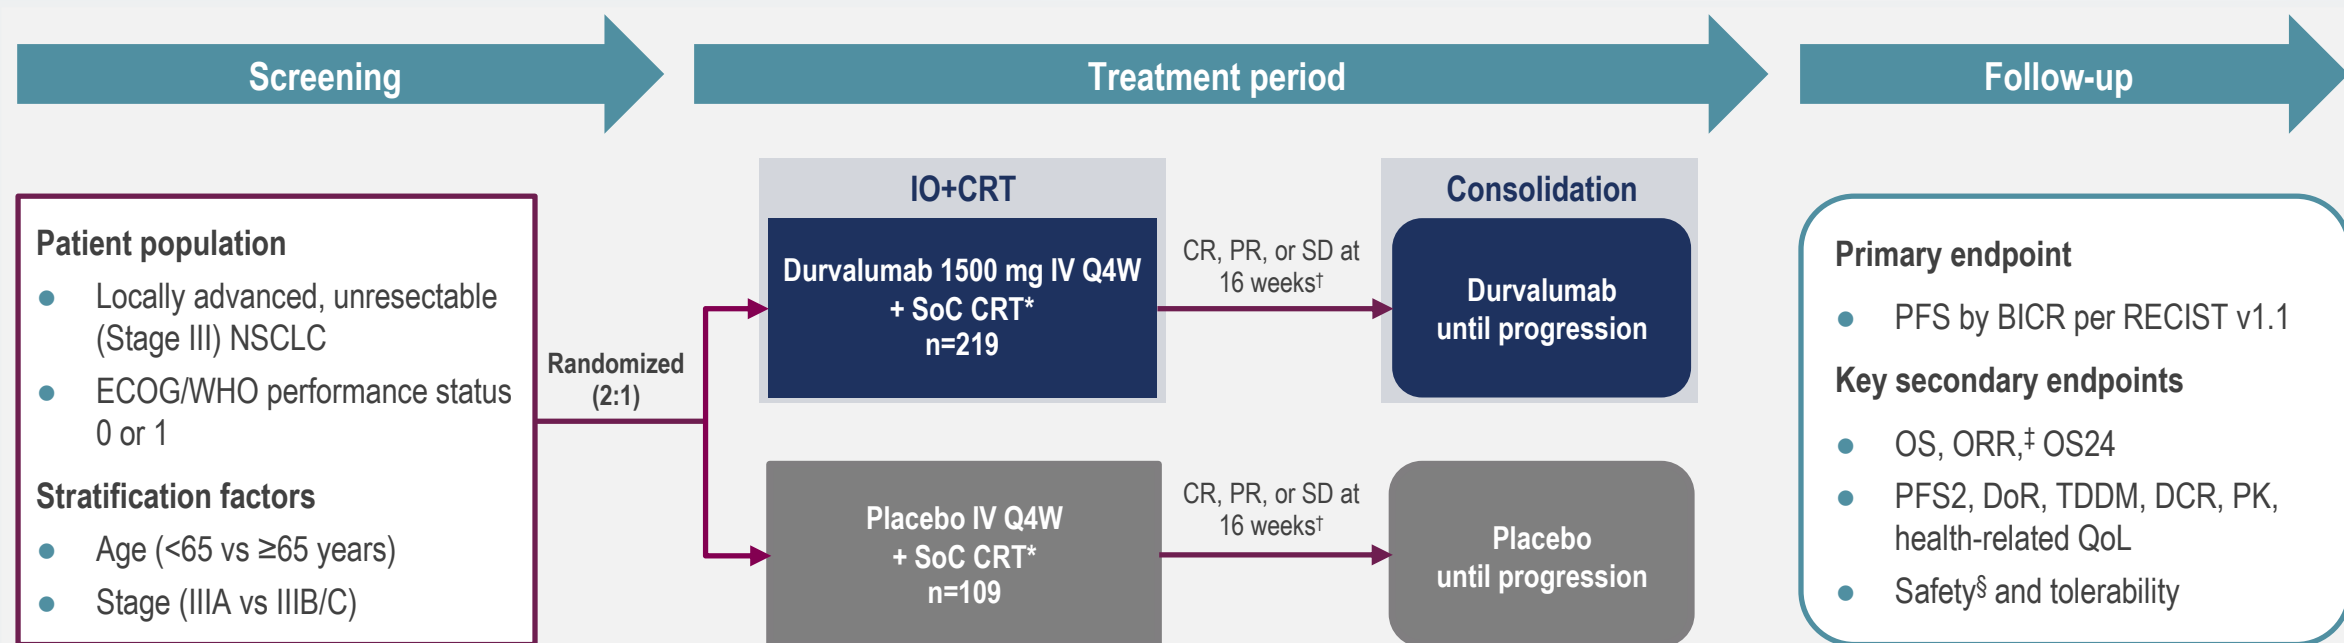 Screening
Treatment period
Follow-up
Patient population
● Locally advanced, unresectable
(Stage III) NSCLC
● ECOG/WHO performance status
0 or 1
Stratification factors
● Age (<65 vs ≥65 years)
● Stage (IIIA vs IIIB/C)
Randomized
(2:1)
IO+CRT
Durvalumab 1500 mg IV Q4W
+ SoC CRT*
n=219
CR, PR, or SD at
16 weeks†
Consolidation
Durvalumab
until progression
Placebo IV Q4W
+ SoC CRT*
n=109
CR, PR, or SD at
16 weeks†
Placebo
until progression
Primary endpoint
● PFS by BICR per RECIST v1.1
Key secondary endpoints
● OS, ORR,‡ OS24
● PFS2, DoR, TDDM, DCR, PK,
health-related QoL
● Safety§ and tolerability